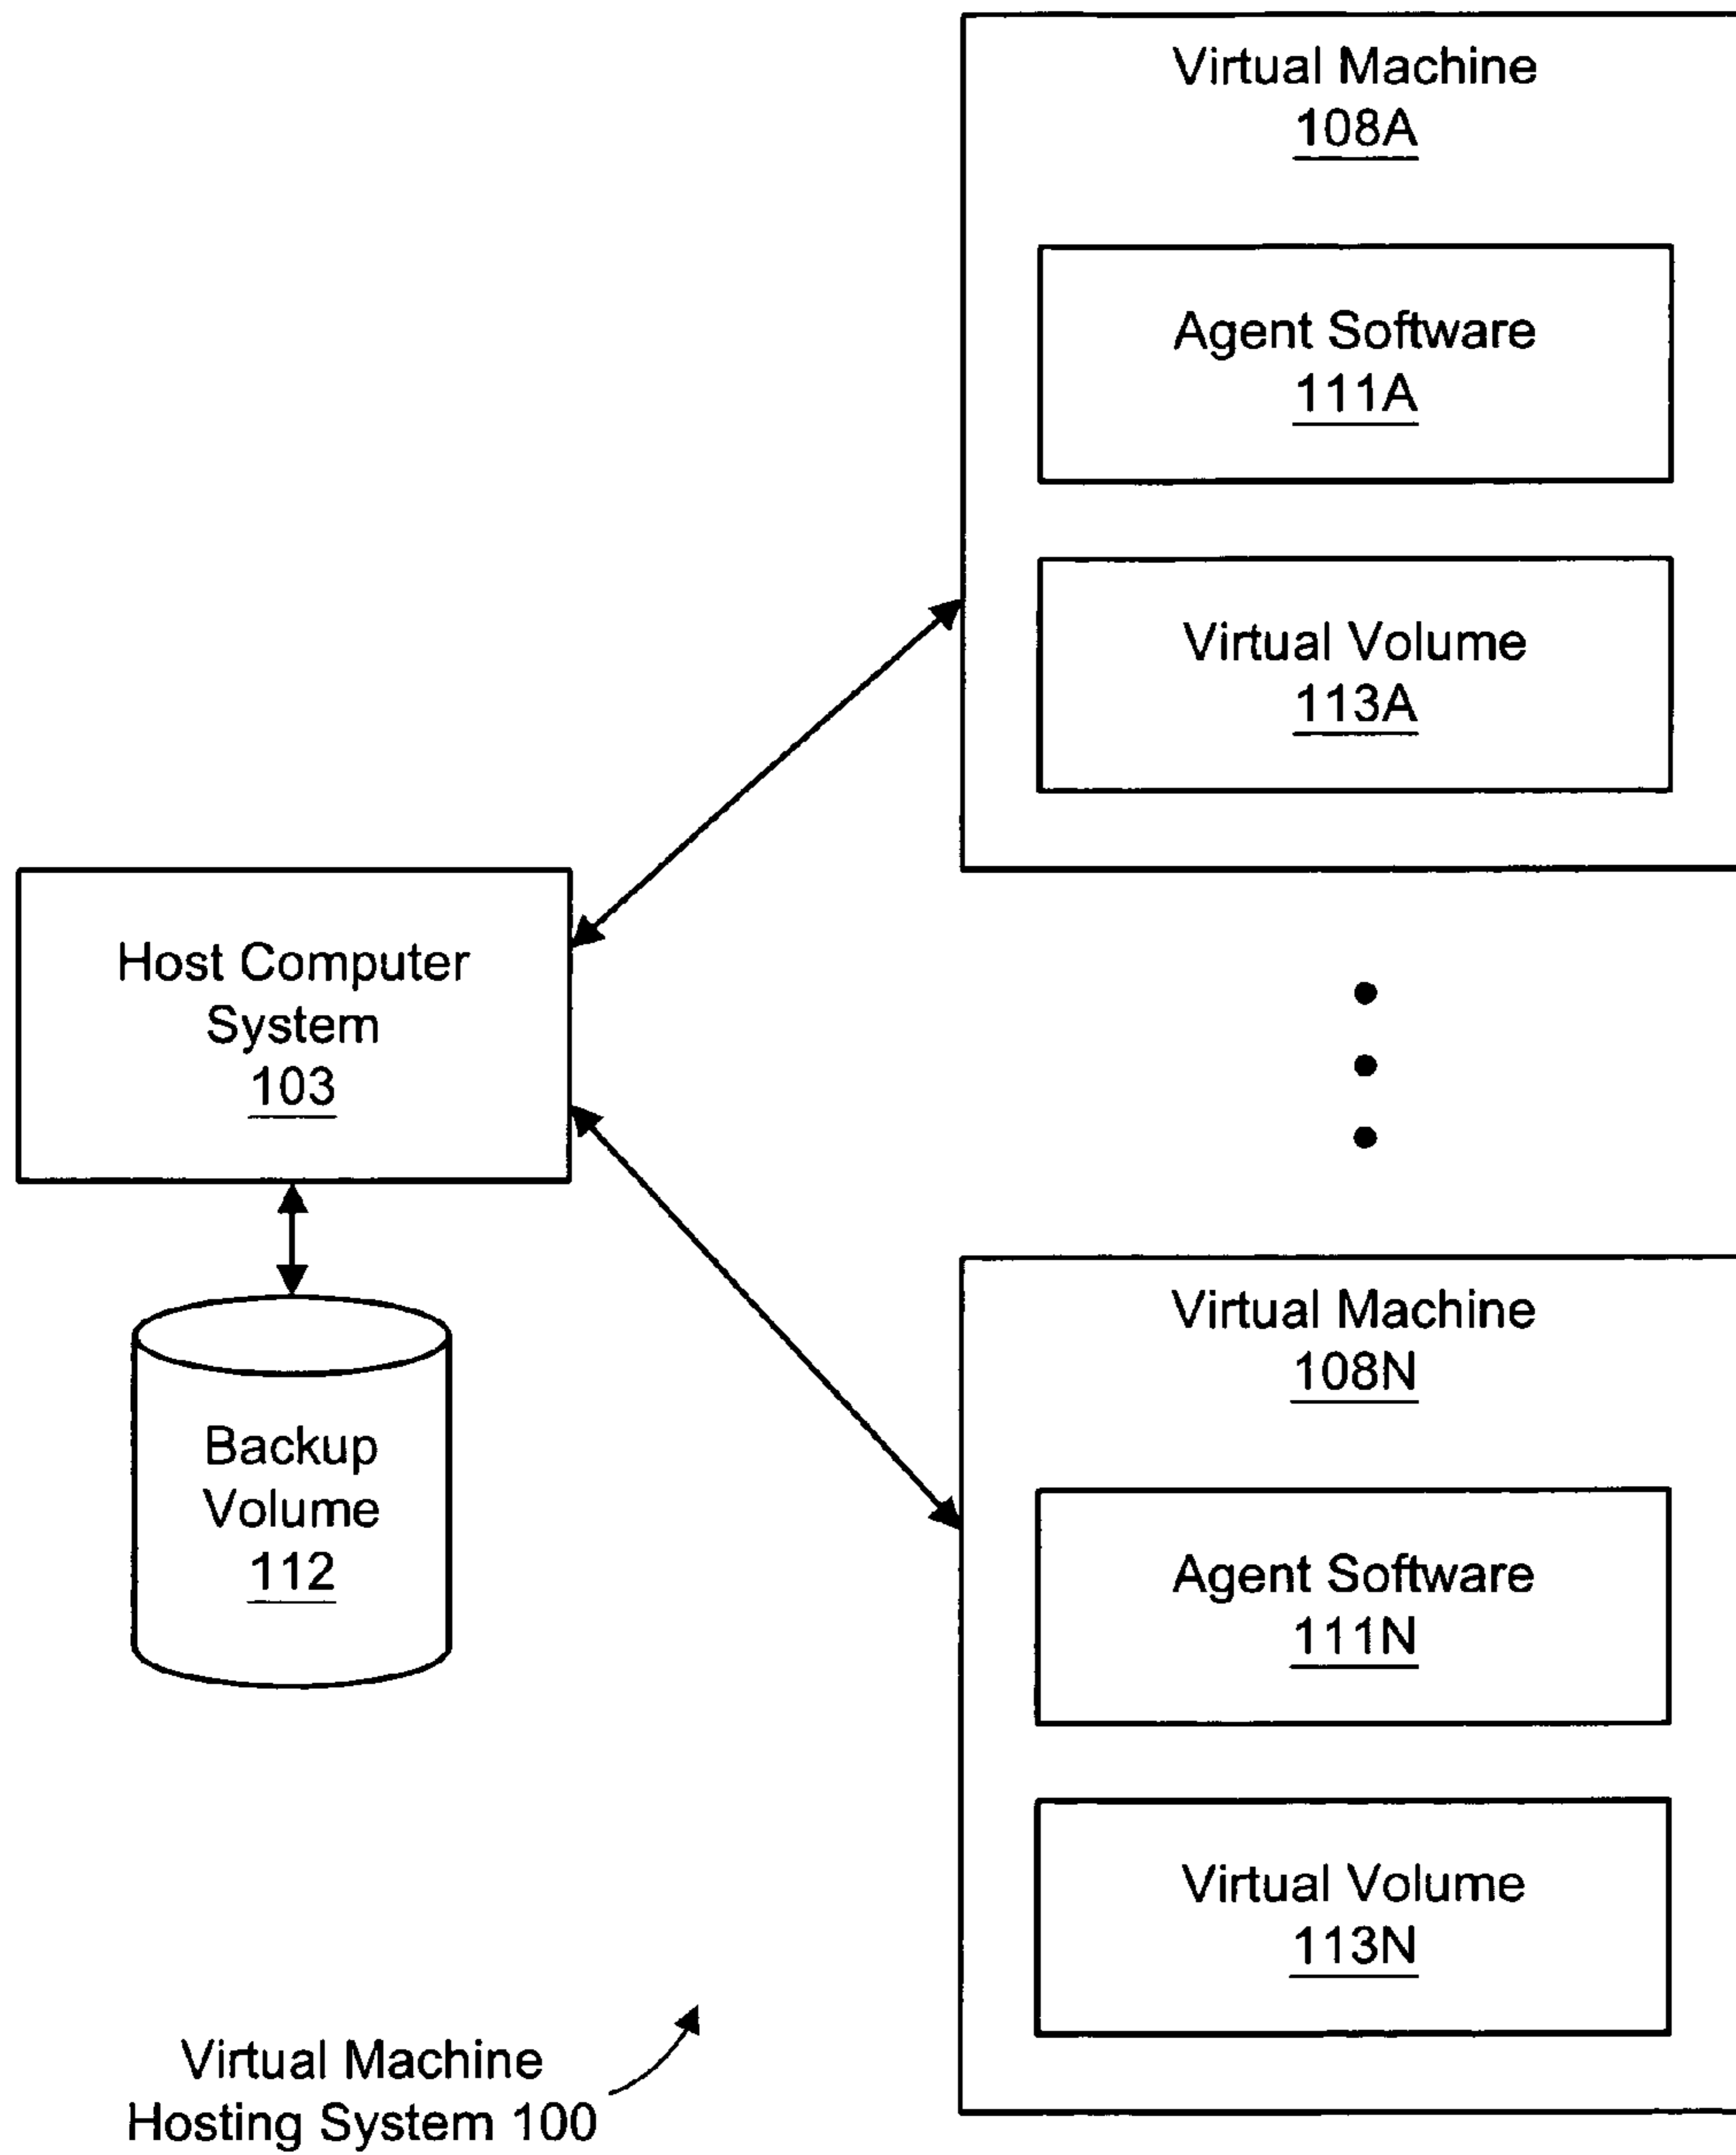 Virtual Machine
108A
Agent Software
111A
Virtual Volume
113A
Host Computer
System
103
Backup
Volume
112
Virtual Machine
108N
Agent Software
111N
Virtual Volume
113N
Virtual Machine
Hosting System 100